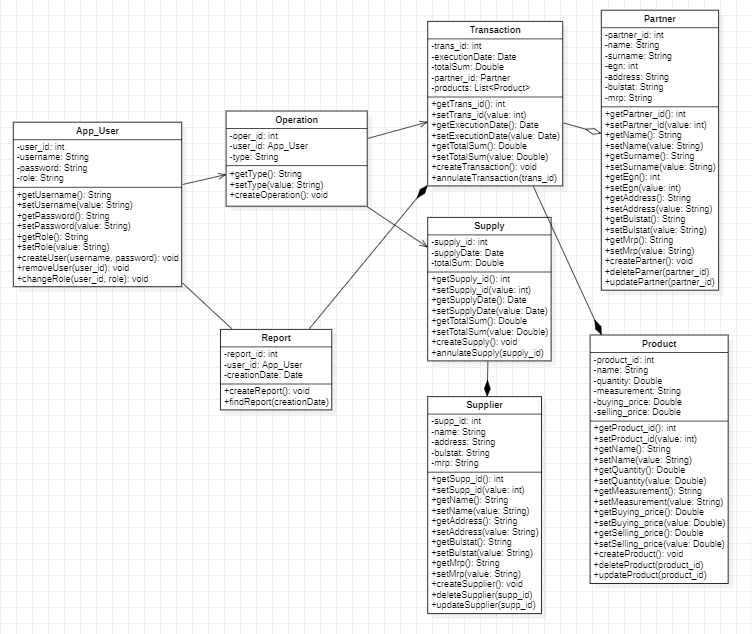 App_User
-user_id: int
-username: String
-password: String
-role: String
+getUsername(): String
+setUsername(value: String)
+getPassword(): String
+setPassword(value: String)
+getRole(): String
+setRole(value: String)
+createUser(username, password): void
+removeUser(user_id): void
+changeRole(user_id, role): void
Operation
-oper_id: int
-user_id: App_User
-type: String
+getType(): String
+setType(value: String)
+createOperation(): void
Report
-report_id: int
-user_id: App_User
-creationDate: Date
+createReport(): void
+findReport(creationDate)
Transaction
-trans_id: int
-executionDate: Date
-totalSum: Double
-partner_id: Partner
-products: List<Product>
+getTrans_id(): int
+setTrans_id(value: int)
+getExecutionDate(): Date
+setExecutionDate(value: Date)
+getTotalSum(): Double
+setTotalSum(value: Double)
+createTransaction(): void
+annulateTransaction(trans_id)
Supply
-supply_id: int
-supplyDate: Date
-totalSum: Double
+getSupply_id(): int
+setSupply_id(value: int)
+getSupplyDate(): Date
+setSupplyDate(value: Date)
+getTotalSum(): Double
+setTotalSum(value: Double)
+createSupply(): void
+annulateSupply(supply_id)
Supplier
-supp_id: int
-name: String
-address: String
-bulstat: String
-mrp: String
+getSupp_id(): int
+setSupp_id(value: int)
+getName(): String
+setName(value: String)
+getAddress(): String
+setAddress(value: String)
+getBulstat(): String
+setBulstat(value: String)
+getMrp(): String
+setMrp(value: String)
+createSupplier(): void
+deleteSupplier(supp_id)
+updateSupplier(supp_id)
Partner
-partner_id: int
-name: String
-surname: String
-egn: int
-address: String
-bulstat: String
-mrp: String
+getPartner_id(): int
+setPartner_id(value: int)
+getName(): String
+setName(value: String)
+getSurname(): String
+setSurname(value: String)
+getEgn(): int
+setEgn(value: int)
+getAddress(): String
+setAddress(value: String)
+getBulstat(): String
+setBulstat(value: String)
+getMrp(): String
+setMrp(value: String)
+createPartner(): void
+deleteParner(partner_id)
+updatePartner(partner_id)
Product
-product_id: int
-name: String
-quantity: Double
-measurement: String
-buying_price: Double
-selling_price: Double
+getProduct_id(): int
+setProduct_id(value: int)
+getName(): String
+setName(value: String)
+getQuantity(): Double
+setQuantity(value: Double)
+getMeasurement(): String
+setMeasurement(value: String)
+getBuying_price(): Double
+setBuying_price(value: Double)
+getSelling_price(): Double
+setSelling_price(value: Double)
+createProduct(): void
+deleteProduct(product_id)
+updateProduct(product_id)